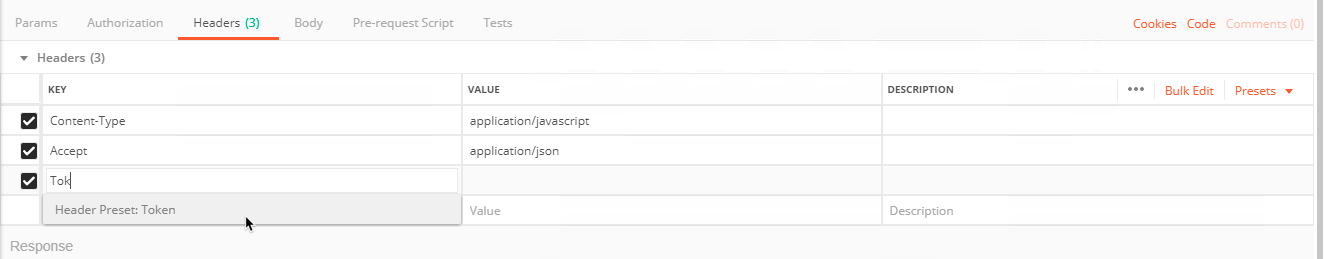 Params Authorization Headers (3) Body Pre-request Script Tests Cookies Code Comments (0)
Headers (3)
KEY VALUE DESCRIPTION ••• Bulk Edit Presets
Content-Type application/javascript
Accept application/json
Tok
Header Preset: Token Value Description
Response